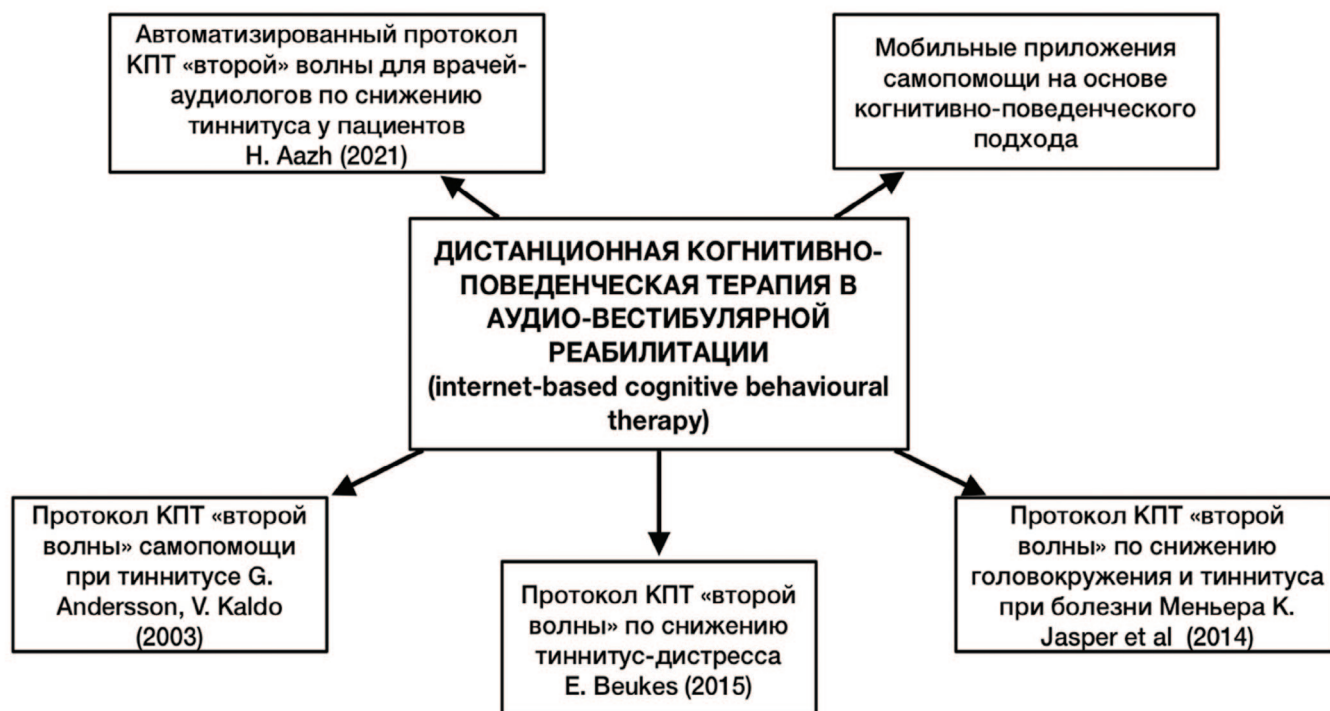 Автоматизированный протокол
КПТ «второй» волны для врачей-
аудиологов по снижению
тиннитуса у пациентов
H. Aazh (2021)
Мобильные приложения
самопомощи на основе
когнитивно-поведенческого
подхода
ДИСТАНЦИОННАЯ КОГНИТИВНО-
ПОВЕДЕНЧЕСКАЯ ТЕРАПИЯ В
АУДИО-ВЕСТИБУЛЯРНОЙ
РЕАБИЛИТАЦИИ
(internet-based cognitive behavioural
therapy)
Протокол КПТ «второй
волны» самопомощи
при тиннитусе G.
Andersson, V. Kaldo
(2003)
Протокол КПТ «второй
волны» по снижению
тиннитус-дистресса
E. Beukes (2015)
Протокол КПТ «второй
волны» по снижению
головокружения и тиннитуса
при болезни Меньера K.
Jasper et al (2014)